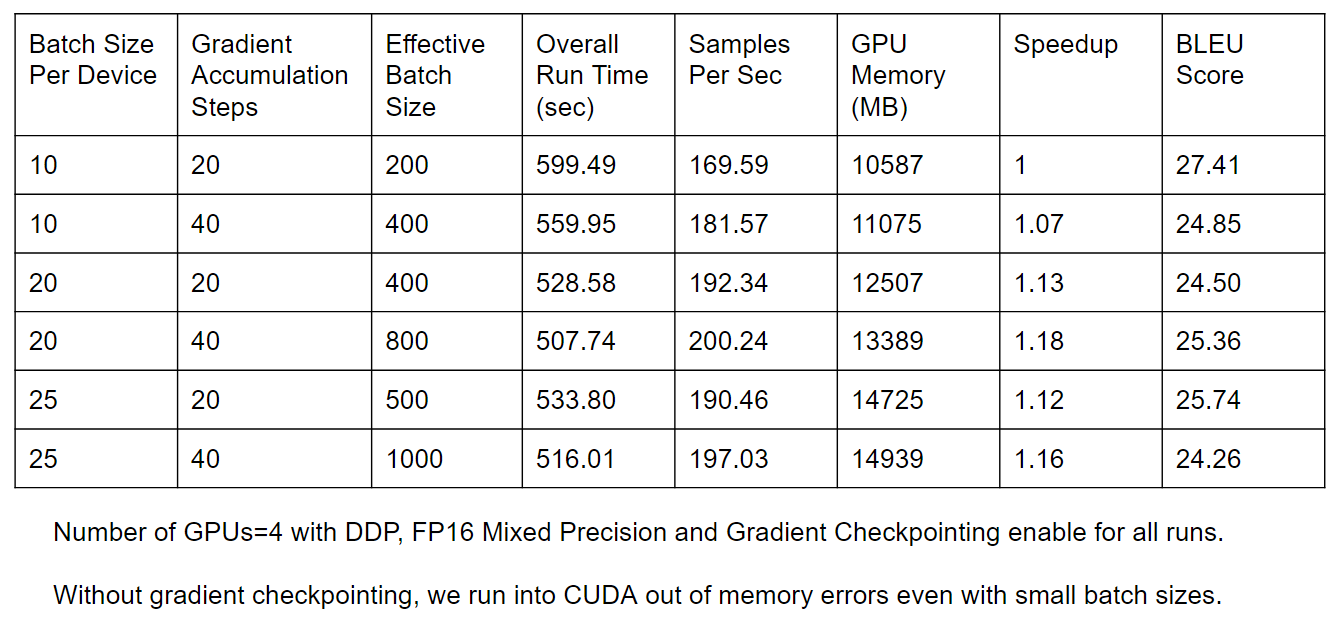 Batch Size Per Device | Gradient Accumulation Steps | Effective Batch Size | Overall Run Time (sec) | Samples Per Sec | GPU Memory (MB) | Speedup | BLEU Score
10 | 20 | 200 | 599.49 | 169.59 | 10587 | 1 | 27.41
10 | 40 | 400 | 559.95 | 181.57 | 11075 | 1.07 | 24.85
20 | 20 | 400 | 528.58 | 192.34 | 12507 | 1.13 | 24.50
20 | 40 | 800 | 507.74 | 200.24 | 13389 | 1.18 | 25.36
25 | 20 | 500 | 533.80 | 190.46 | 14725 | 1.12 | 25.74
25 | 40 | 1000 | 516.01 | 197.03 | 14939 | 1.16 | 24.26
Number of GPUs=4 with DDP, FP16 Mixed Precision and Gradient Checkpointing enable for all runs.
Without gradient checkpointing, we run into CUDA out of memory errors even with small batch sizes.